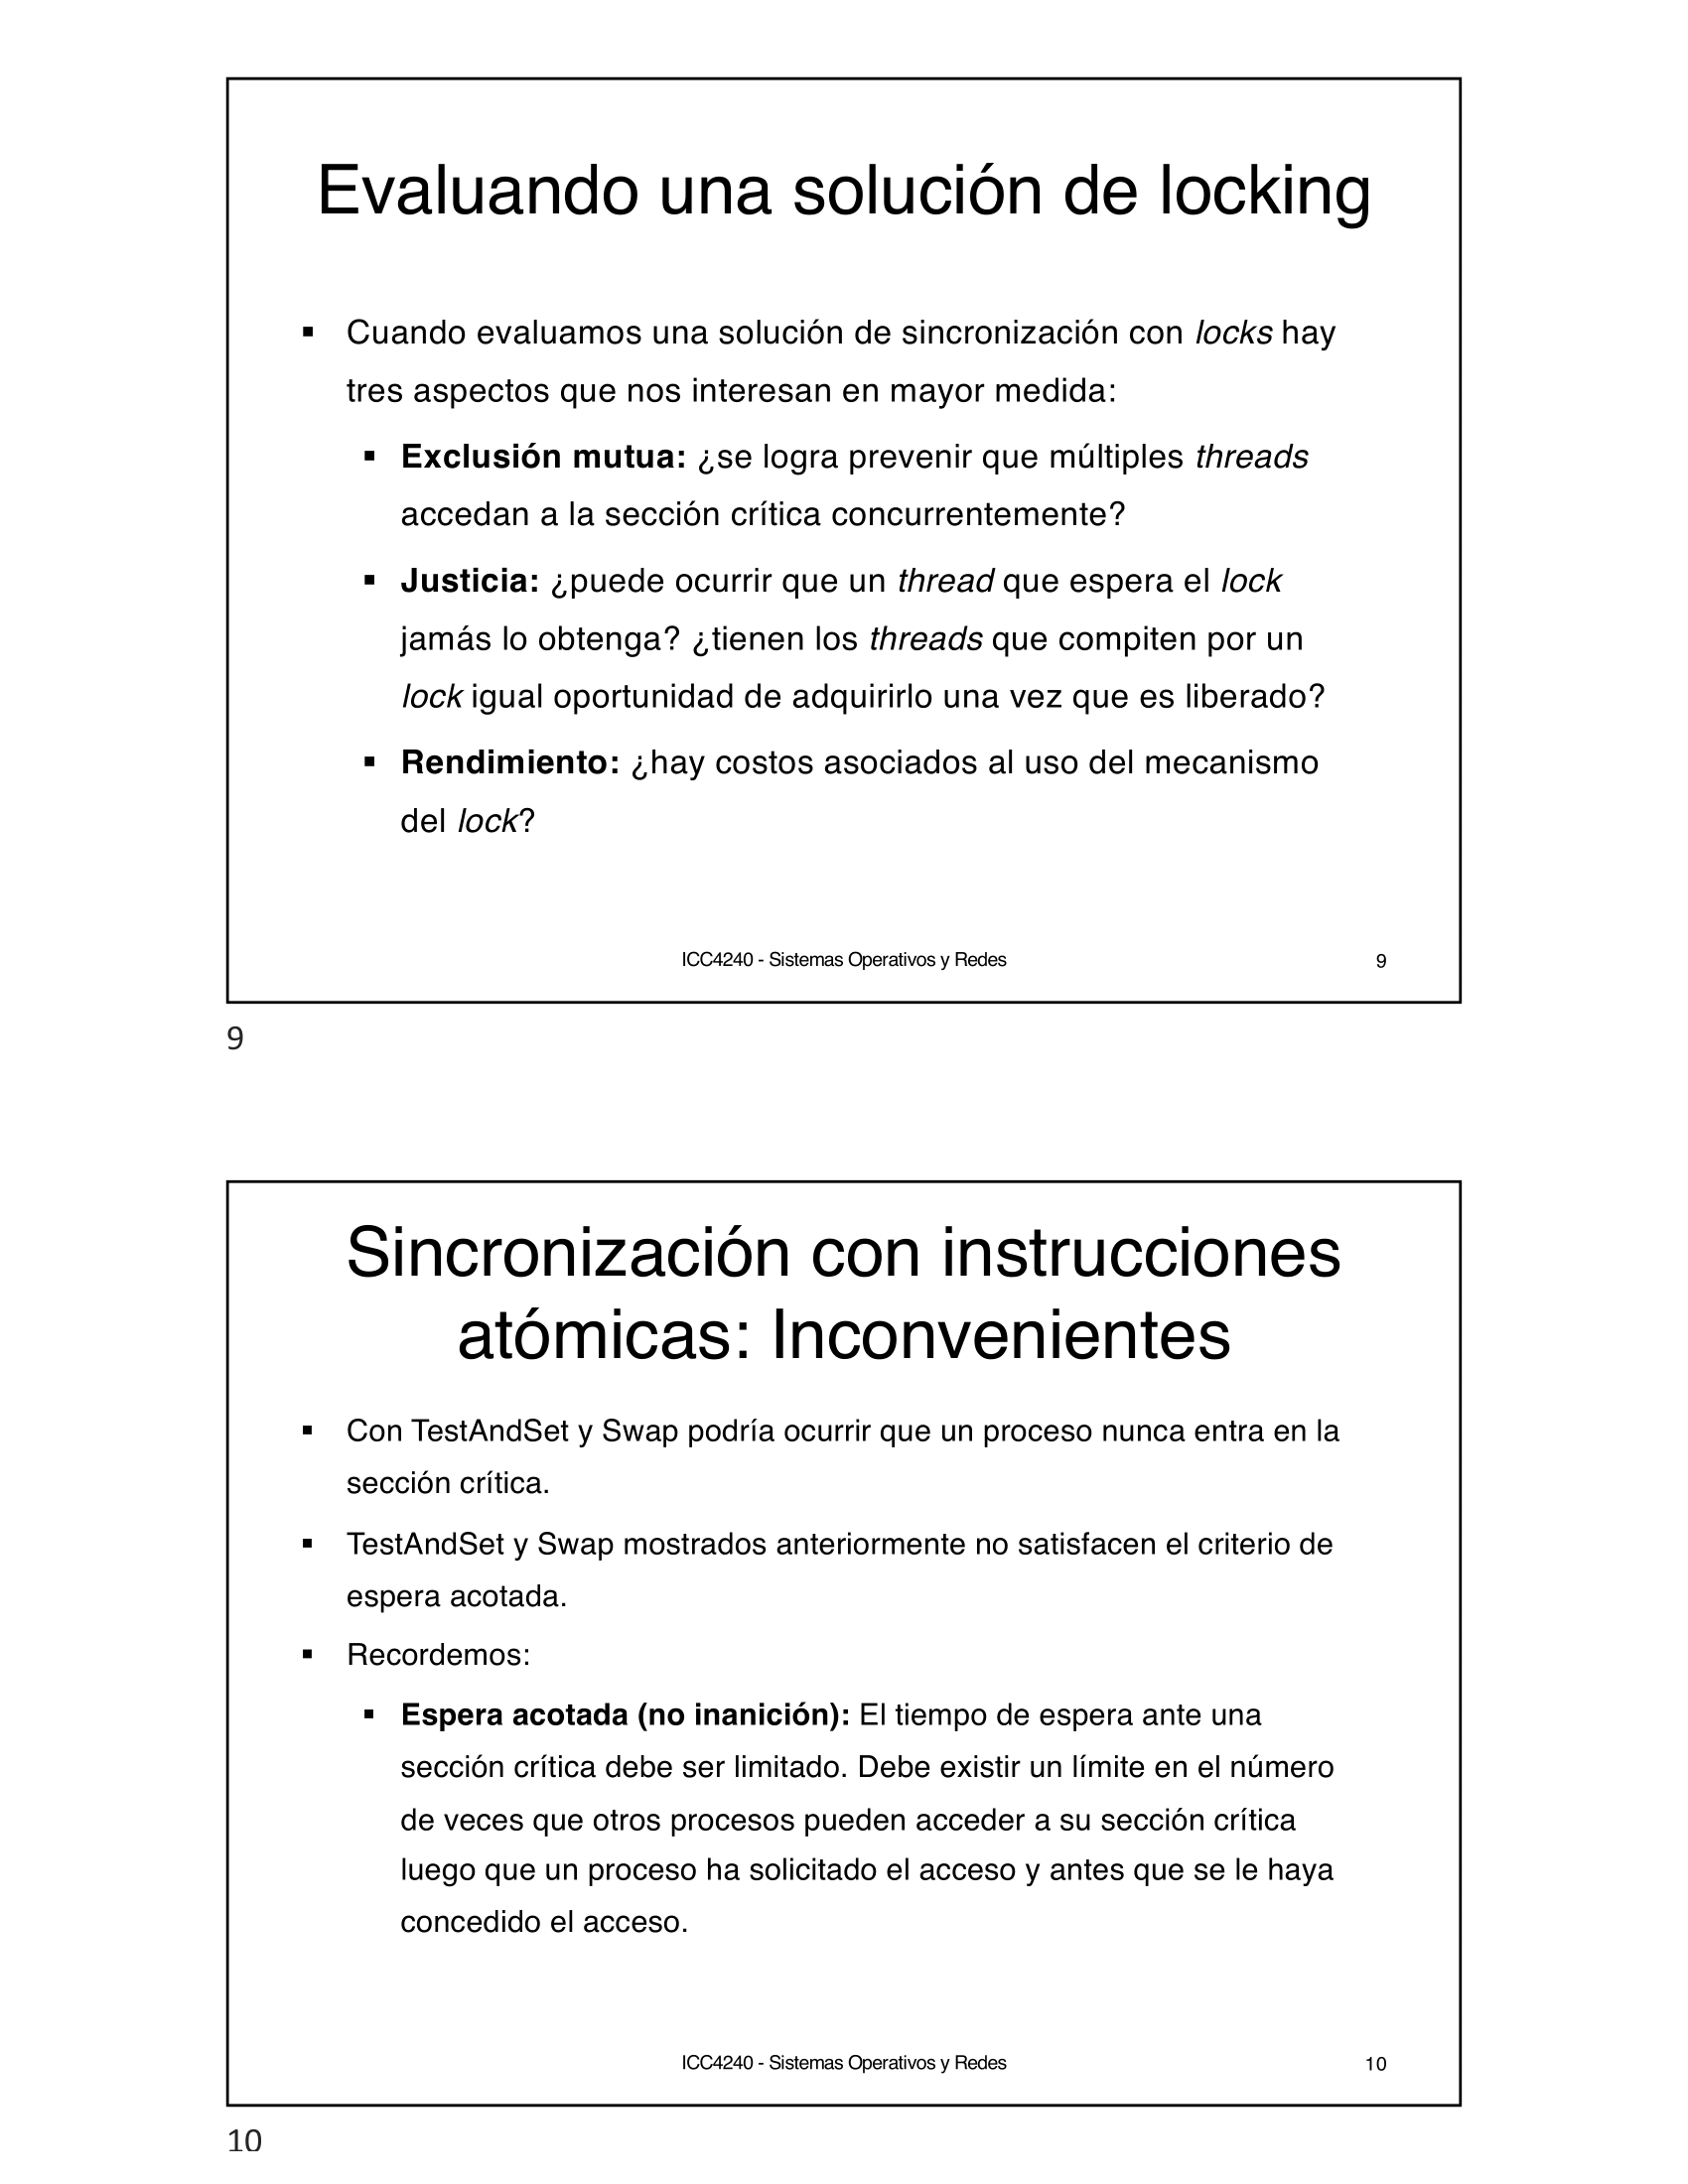 Evaluando una solución de locking
▪ Cuando evaluamos una solución de sincronización con locks hay
tres aspectos que nos interesan en mayor medida:
▪ Exclusión mutua: ¿se logra prevenir que múltiples threads
accedan a la sección crítica concurrentemente?
▪ Justicia: ¿puede ocurrir que un thread que espera el lock
jamás lo obtenga? ¿tienen los threads que compiten por un
lock igual oportunidad de adquirirlo una vez que es liberado?
▪ Rendimiento: ¿hay costos asociados al uso del mecanismo
del lock?
ICC4240 - Sistemas Operativos y Redes 9
9
Sincronización con instrucciones
atómicas: Inconvenientes
▪ Con TestAndSet y Swap podría ocurrir que un proceso nunca entra en la
sección crítica.
▪ TestAndSet y Swap mostrados anteriormente no satisfacen el criterio de
espera acotada.
▪ Recordemos:
▪ Espera acotada (no inanición): El tiempo de espera ante una
sección crítica debe ser limitado. Debe existir un límite en el número
de veces que otros procesos pueden acceder a su sección crítica
luego que un proceso ha solicitado el acceso y antes que se le haya
concedido el acceso.
ICC4240 - Sistemas Operativos y Redes 10
10